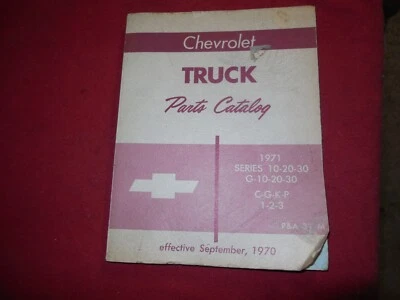 Chevrolet
TRUCK
Parts Catalog
1971
SERIES 10-20-30
G-10-20-30
C-G-K-P
1-2-3
P&A
effective September, 1970